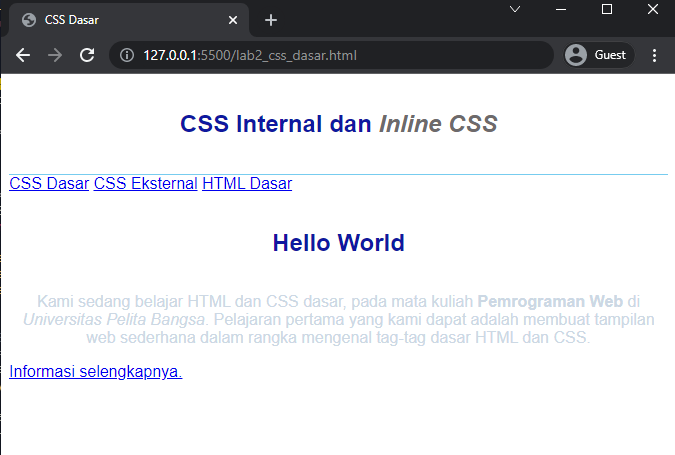 CSS Dasar
127.0.0.1:5500/lab2_css_dasar.html
Guest
CSS Internal dan Inline CSS
CSS Dasar CSS Eksternal HTML Dasar
Hello World
Kami sedang belajar HTML dan CSS dasar, pada mata kuliah Pemrograman Web di
Universitas Pelita Bangsa. Pelajaran pertama yang kami dapat adalah membuat tampilan
web sederhana dalam rangka mengenal tag-tag dasar HTML dan CSS.
Informasi selengkapnya.